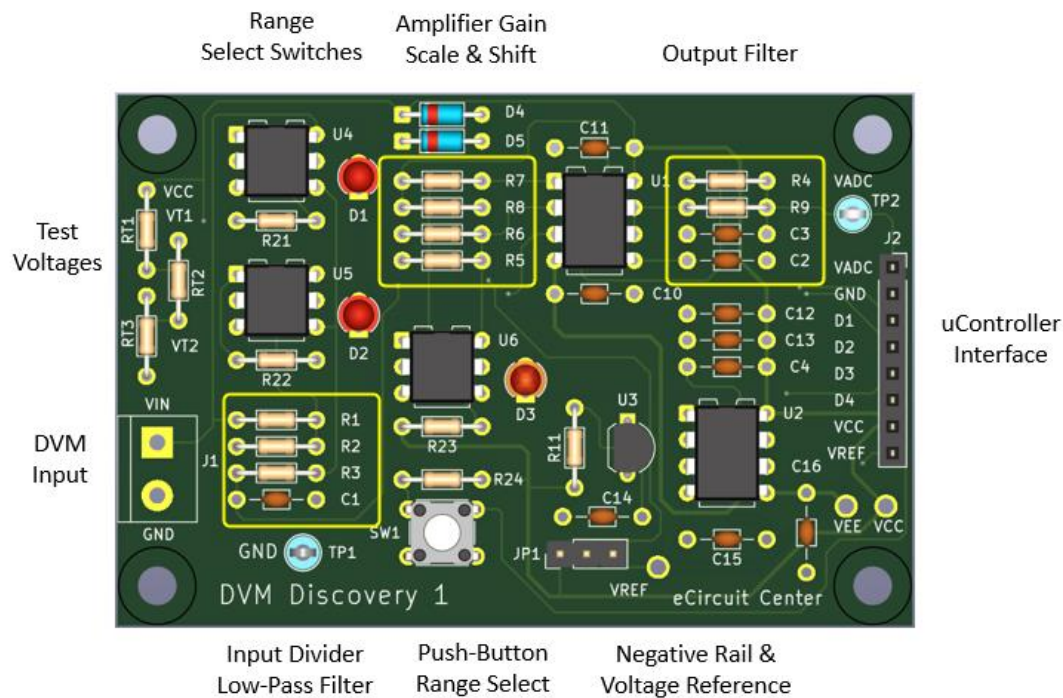 Range
Select Switches
Amplifier Gain
Scale & Shift
Output Filter
Test
Voltages
DVM
Input
uController
Interface
Input Divider
Low-Pass Filter
Push-Button
Range Select
Negative Rail &
Voltage Reference
D4
D5
U4
D1
R21
VCC
VT1
RT1
RT2
RT3
VT2
U5
D2
R22
R7
R8
R6
R5
C11
U1
C10
R4
R9
C3
C2
VADC
TP2
J2
VADC
GND
D1
D2
D3
D4
VCC
VREF
C12
C13
C4
U6
D3
R23
R24
SW1
U3
R11
C14
JP1
VREF
U2
C16
C15
VEE
VCC
VIN
J1
GND
R1
R2
R3
C1
GND
TP1
DVM Discovery 1
eCircuit Center